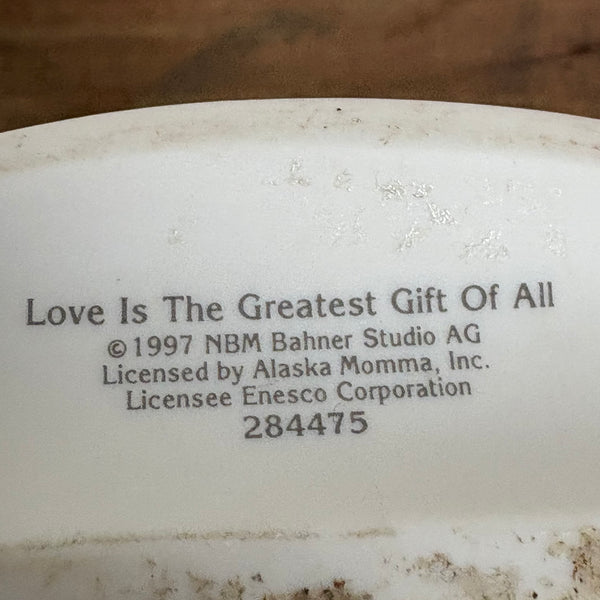 Love Is The Greatest Gift Of All
©1997 NBM Bahner Studio AG
Licensed by Alaska Momma, Inc.
Licensee Enesco Corporation
284475